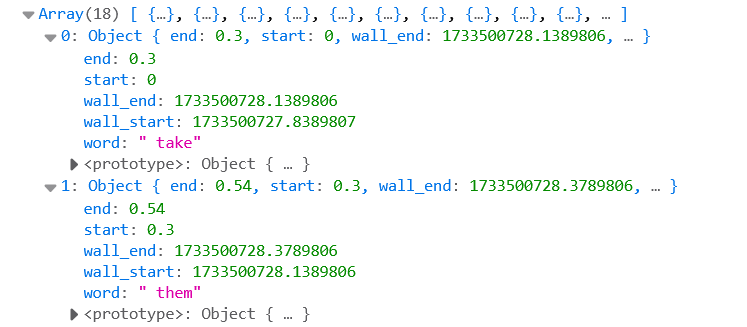 Array(18) [ {…}, {…}, {…}, {…}, {…}, {…}, {…}, {…}, {…}, {…}, … ]
0: Object { end: 0.3, start: 0, wall_end: 1733500728.1389806, … }
end: 0.3
start: 0
wall_end: 1733500728.1389806
wall_start: 1733500727.8389807
word: " take"
<prototype>: Object { … }
1: Object { end: 0.54, start: 0.3, wall_end: 1733500728.3789806, … }
end: 0.54
start: 0.3
wall_end: 1733500728.3789806
wall_start: 1733500728.1389806
word: " them"
<prototype>: Object { … }